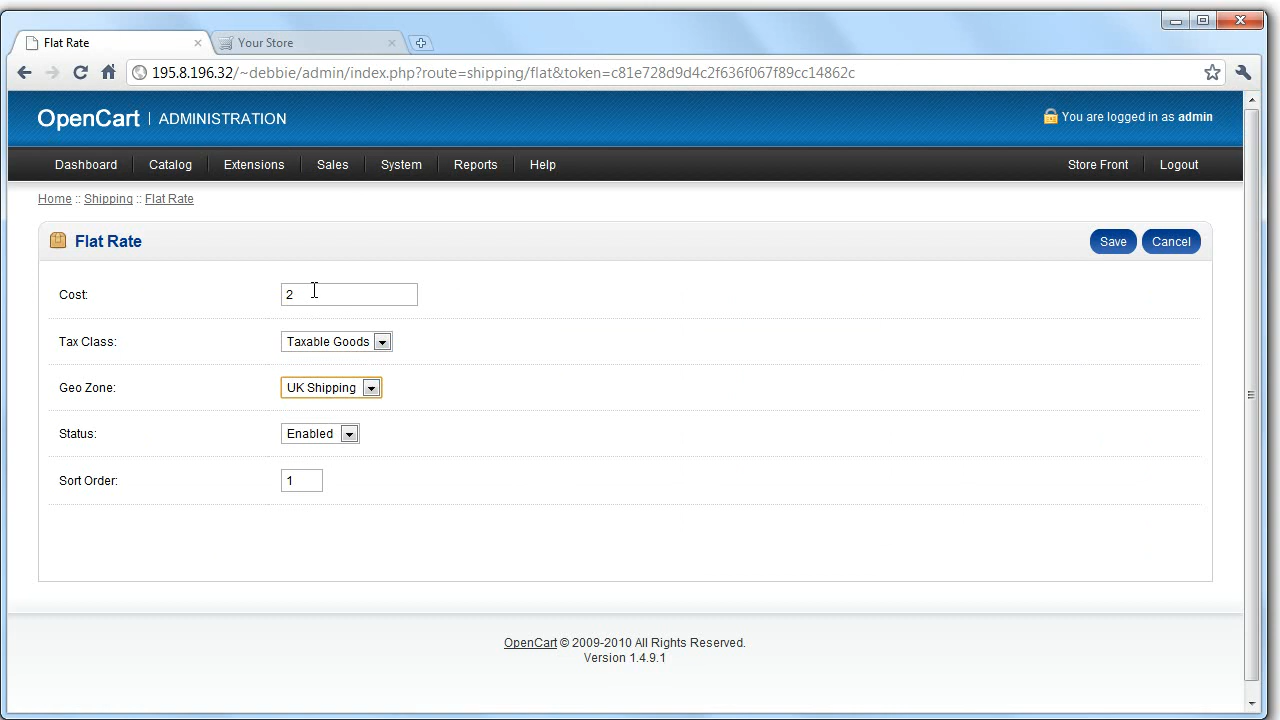 Flat Rate
Your Store
195.8.196.32/~debbie/admin/index.php?route=shipping/flat&token=c81e728d9d4c2f636f067f89cc14862c
OpenCart | ADMINISTRATION
You are logged in as admin
Dashboard Catalog Extensions Sales System Reports Help Store Front Logout
Home :: Shipping :: Flat Rate
Flat Rate
Save Cancel
Cost: 2
Tax Class: Taxable Goods
Geo Zone: UK Shipping
Status: Enabled
Sort Order: 1
OpenCart © 2009-2010 All Rights Reserved.
Version 1.4.9.1